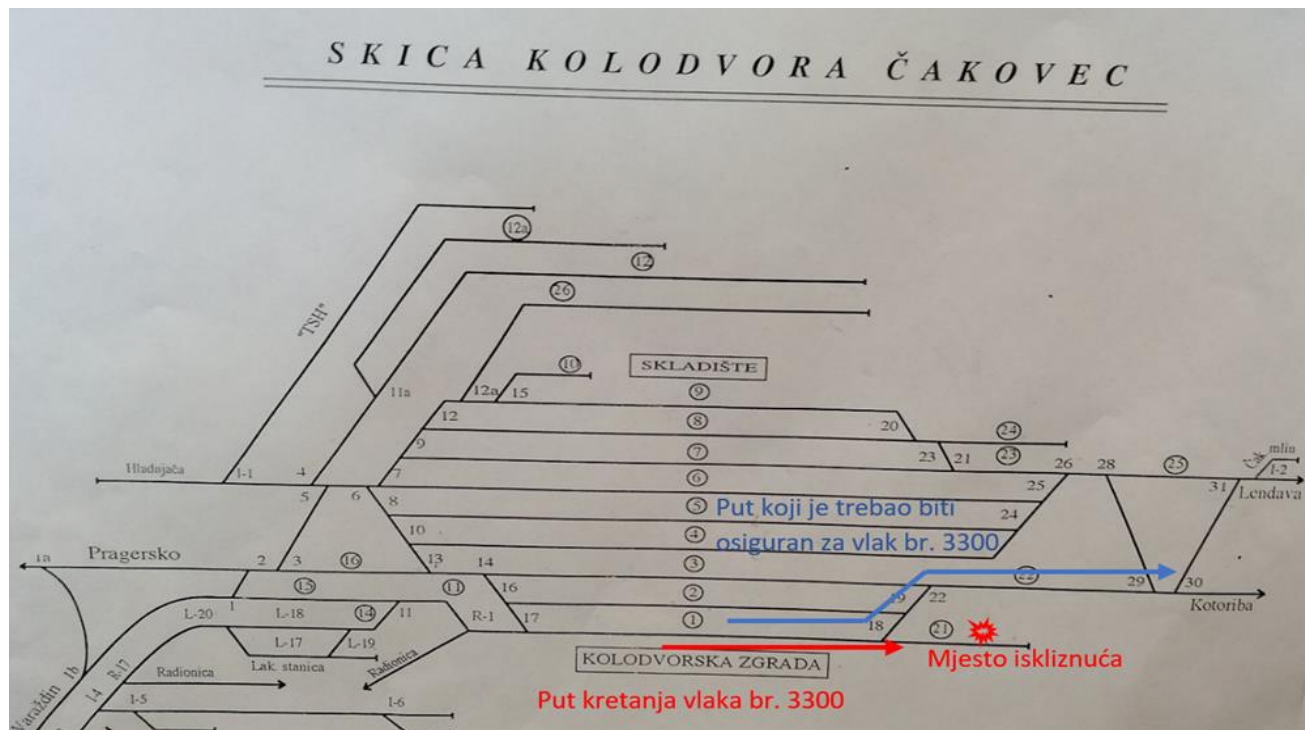 SKICA KOLODVORA ČAKOVEC
12a
12
"TSH"
26
10
SKLADIŠTE
11a
12a
15
9
12
8
20
24
9
7
23
21
23
26
28
25
Čak. mlin
Hladnjača
I-1
4
7
6
25
31
I-2
Lendava
5
6
8
5
Put koji je trebao biti
24
10
4
osiguran za vlak br. 3300
1a
Pragersko
2
3
16
13
14
3
22
29
30
15
11
16
2
19
22
Kotoriba
1
L-20
L-18
14
11
R-1
17
1
18
21
L-17
L-19
Lak. stanica
Radionica
KOLODVORSKA ZGRADA
Mjesto iskliznuća
Varaždin
1b
I-4
R-17
Radionica
Put kretanja vlaka br. 3300
I-5
I-6